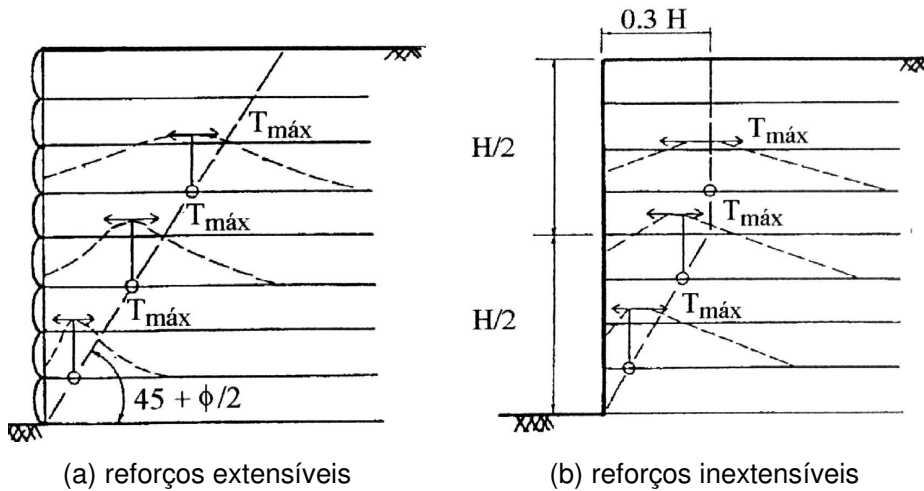 0.3 H
Tmáx
Tmáx
H/2
Tmáx
Tmáx
Tmáx
Tmáx
H/2
45 + ϕ/2
(a) reforços extensíveis
(b) reforços inextensíveis